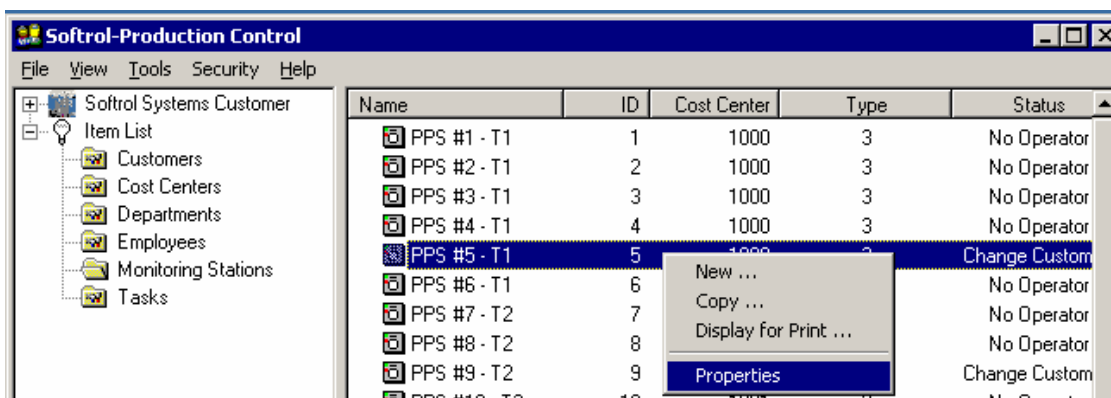 Softrol-Production Control
File View Tools Security Help
Softrol Systems Customer
Item List
Customers
Cost Centers
Departments
Employees
Monitoring Stations
Tasks
Name ID Cost Center Type Status
PPS #1 - T1 1 1000 3 No Operator
PPS #2 - T1 2 1000 3 No Operator
PPS #3 - T1 3 1000 3 No Operator
PPS #4 - T1 4 1000 3 No Operator
PPS #5 - T1 5 Change Custom
PPS #6 - T1 6 No Operator
PPS #7 - T2 7 No Operator
PPS #8 - T2 8 No Operator
PPS #9 - T2 9 Change Custom
New ...
Copy ...
Display for Print ...
Properties